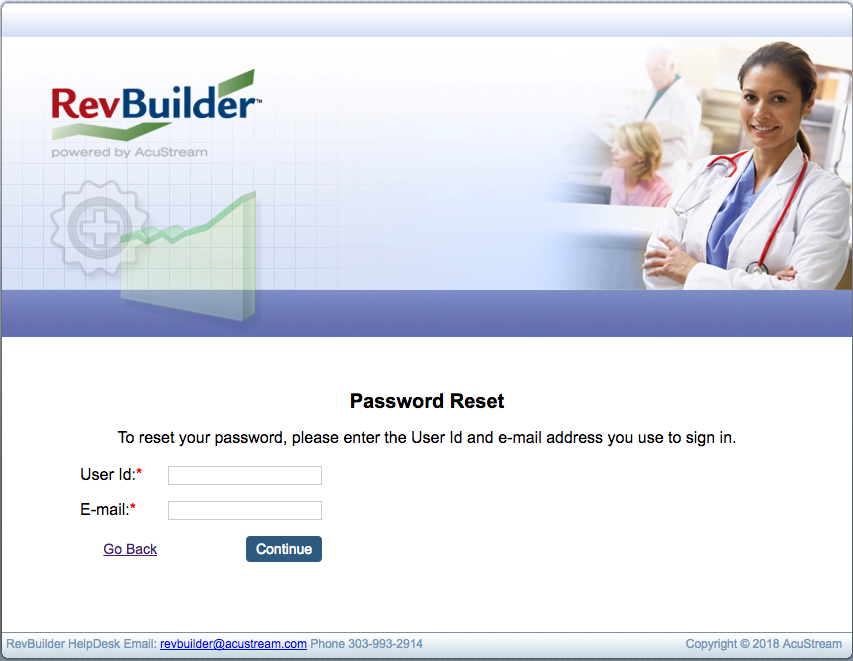 RevBuilder™
powered by AcuStream
Password Reset
To reset your password, please enter the User Id and e-mail address you use to sign in.
User Id:*
E-mail:*
Go Back Continue
RevBuilder HelpDesk Email: revbuilder@acustream.com Phone 303-993-2914 Copyright © 2018 AcuStream